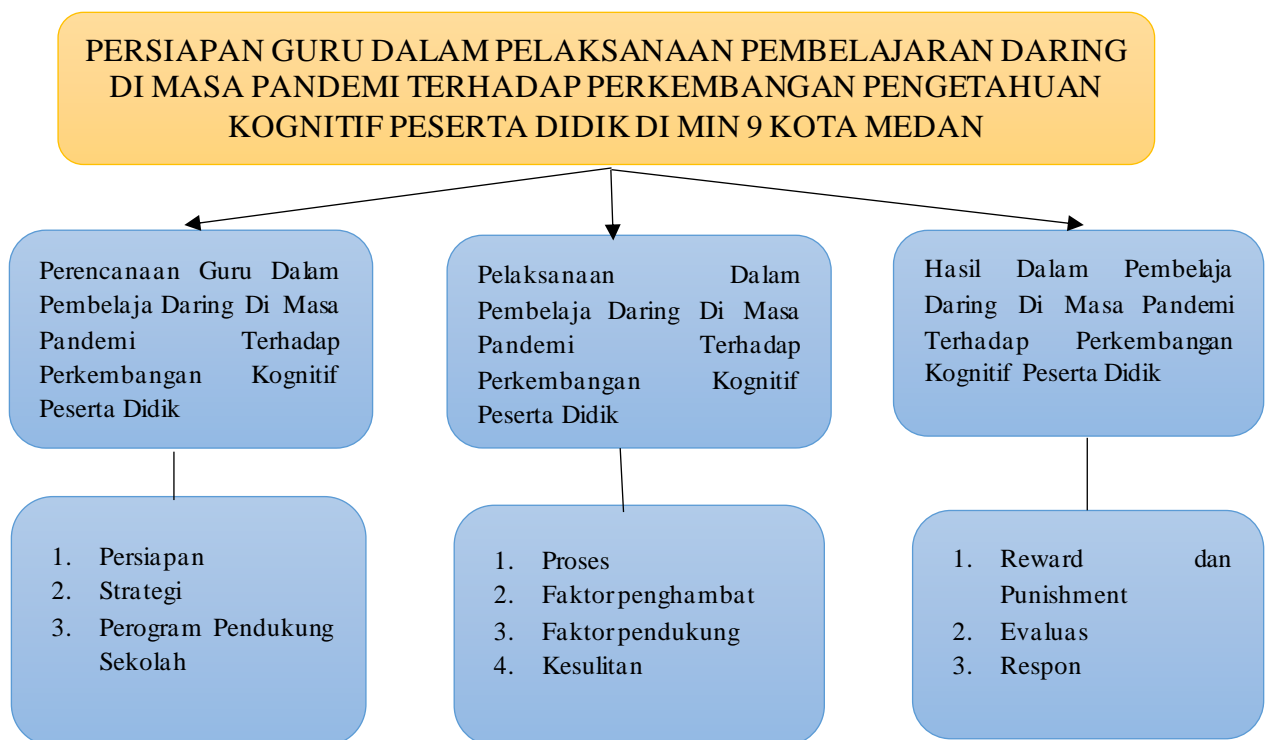 PERSIAPAN GURU DALAM PELAKSANAAN PEMBELAJARAN DARING
DI MASA PANDEMI TERHADAP PERKEMBANGAN PENGETAHUAN
KOGNITIF PESERTA DIDIK DI MIN 9 KOTA MEDAN
Perencanaan Guru Dalam
Pembelaja Daring Di Masa
Pandemi Terhadap
Perkembangan Kognitif
Peserta Didik
Pelaksanaan Dalam
Pembelaja Daring Di Masa
Pandemi Terhadap
Perkembangan Kognitif
Peserta Didik
Hasil Dalam Pembelaja
Daring Di Masa Pandemi
Terhadap Perkembangan
Kognitif Peserta Didik
1. Persiapan
2. Strategi
3. Perogram Pendukung
Sekolah
1. Proses
2. Faktor penghambat
3. Faktor pendukung
4. Kesulitan
1. Reward dan
Punishment
2. Evaluas
3. Respon